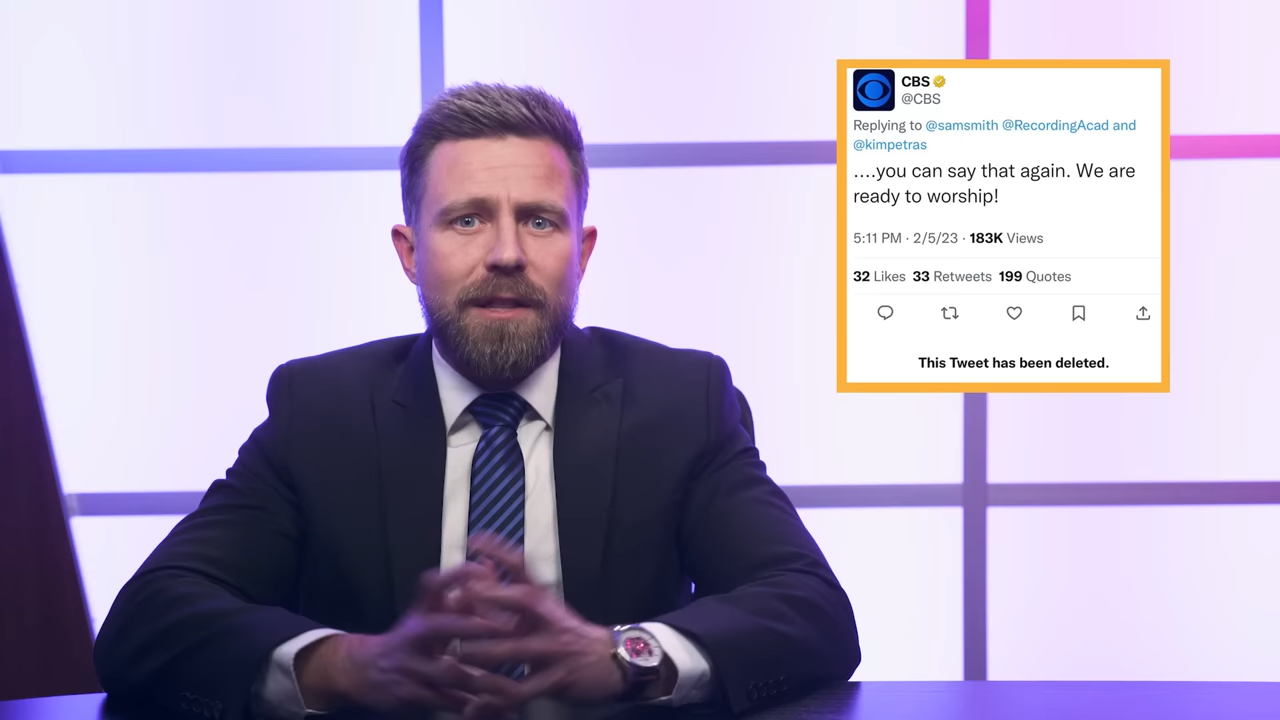 CBS
@CBS
Replying to @samsmith @RecordingAcad and
@kimpetras
....you can say that again. We are
ready to worship!
5:11 PM · 2/5/23 · 183K Views
32 Likes 33 Retweets 199 Quotes
This Tweet has been deleted.